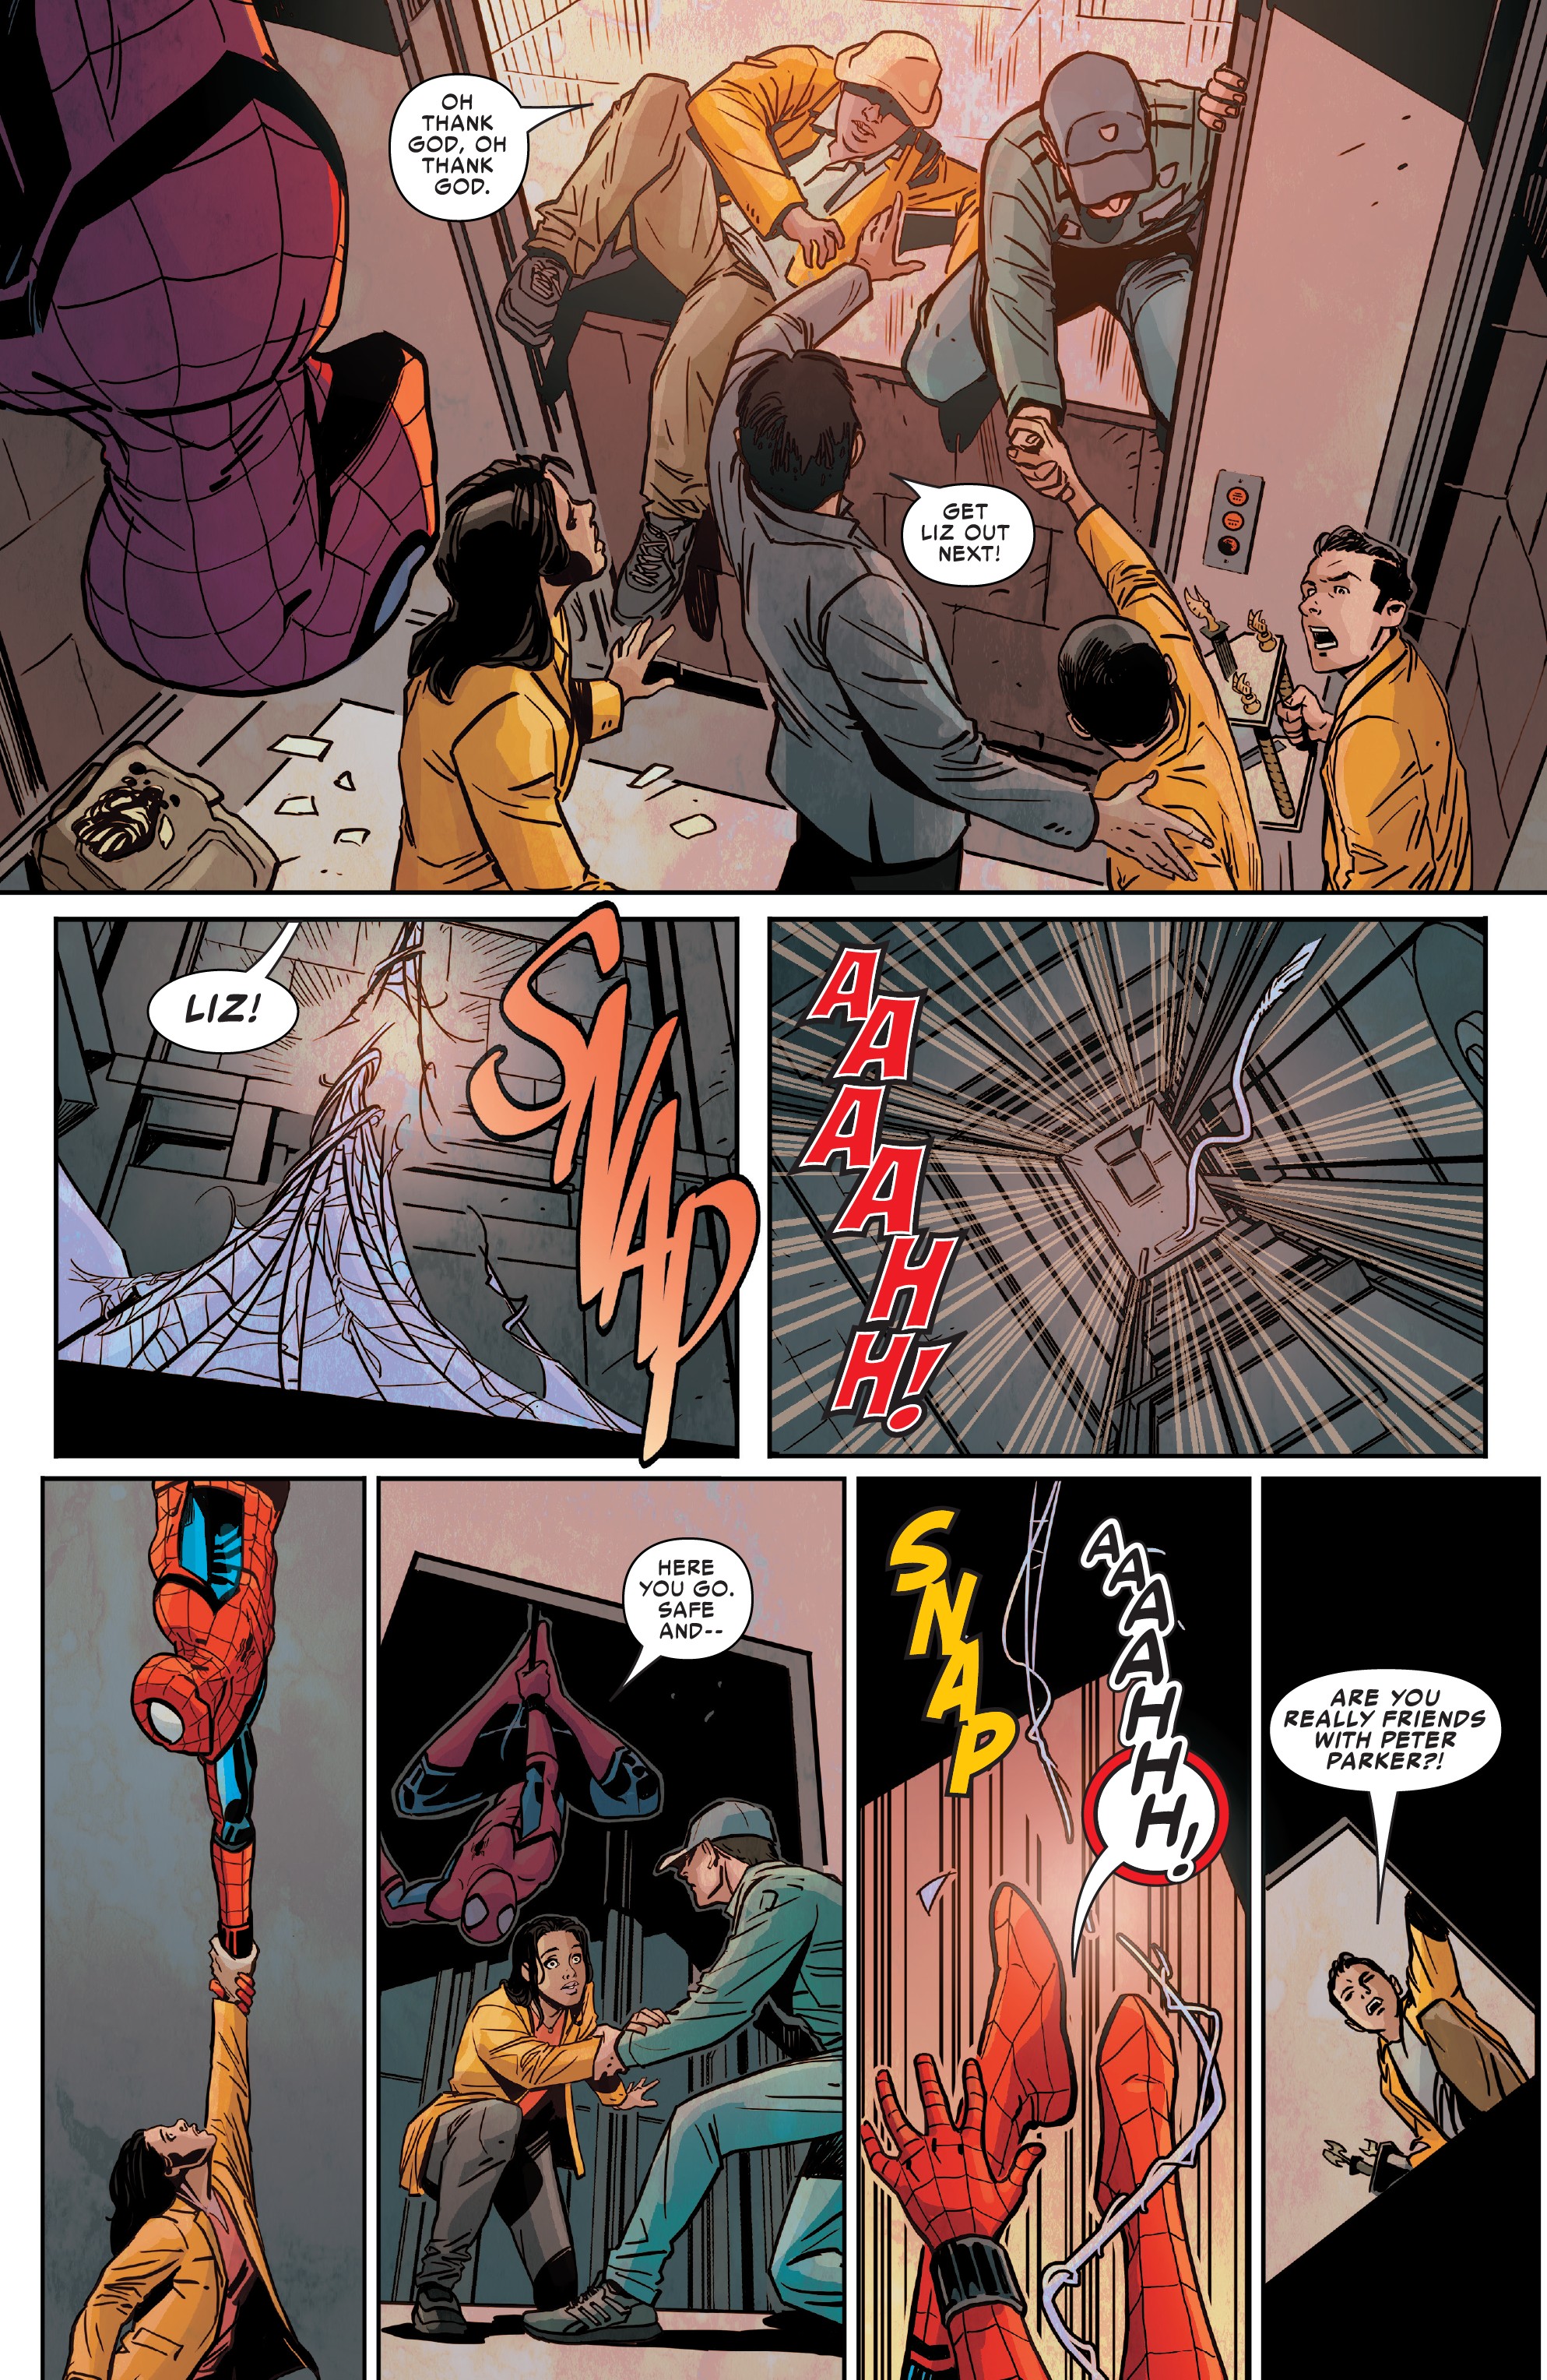 OH
THANK
GOD, OH
THANK
GOD.
GET
LIZ OUT
NEXT!
LIZ!
SNAP
AAAAAHHH!
HERE
YOU GO.
SAFE
AND--
SNAP
AAAAHHH!
ARE YOU
REALLY FRIENDS
WITH PETER
PARKER?!